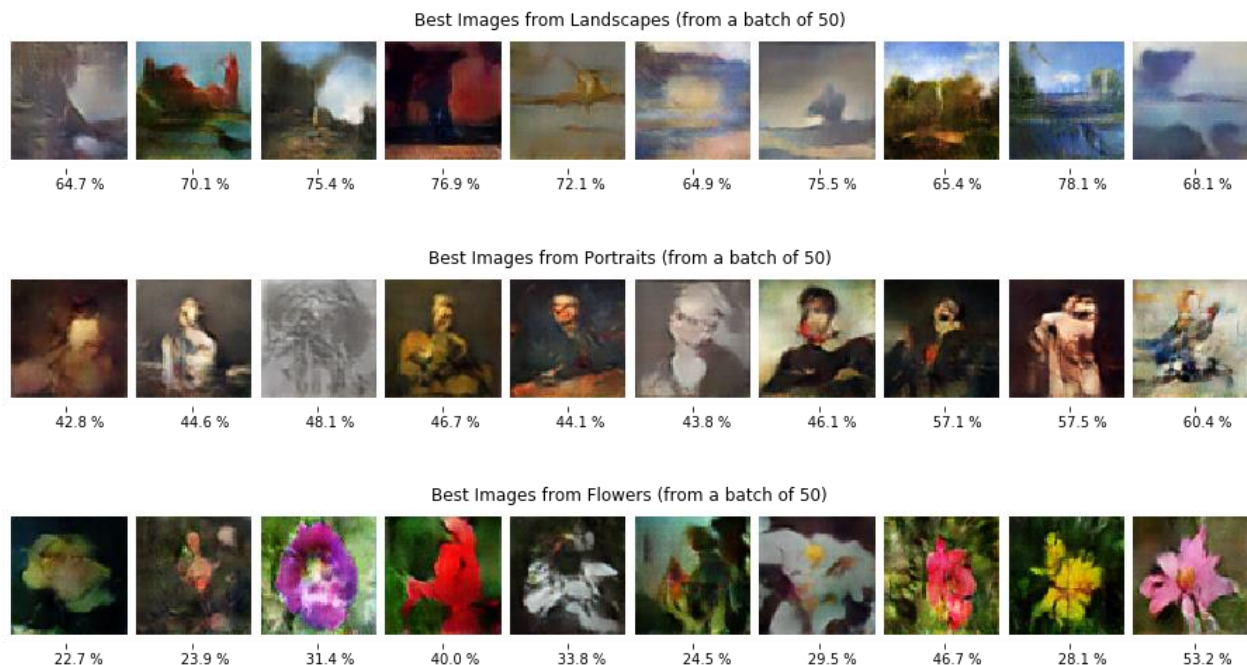 Best Images from Landscapes (from a batch of 50)
64.7 % 70.1 % 75.4 % 76.9 % 72.1 % 64.9 % 75.5 % 65.4 % 78.1 % 68.1 %
Best Images from Portraits (from a batch of 50)
42.8 % 44.6 % 48.1 % 46.7 % 44.1 % 43.8 % 46.1 % 57.1 % 57.5 % 60.4 %
Best Images from Flowers (from a batch of 50)
22.7 % 23.9 % 31.4 % 40.0 % 33.8 % 24.5 % 29.5 % 46.7 % 28.1 % 53.2 %